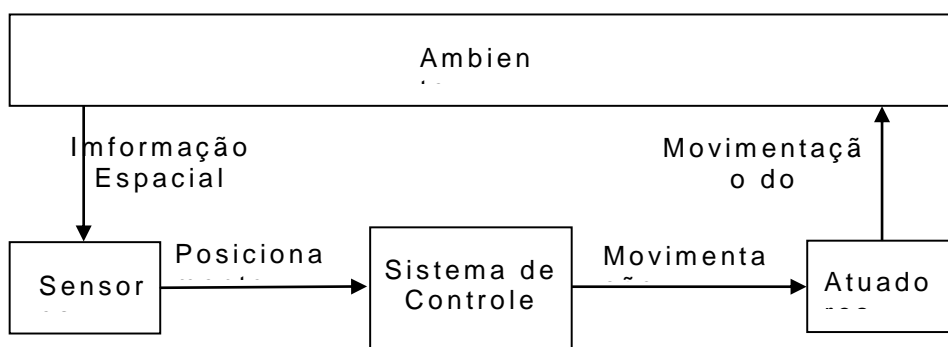 Ambien
Imformação
Espacial
Movimentaçã
o do
Posiciona
Sistema de
Controle
Movimenta
Sensor
Atuado